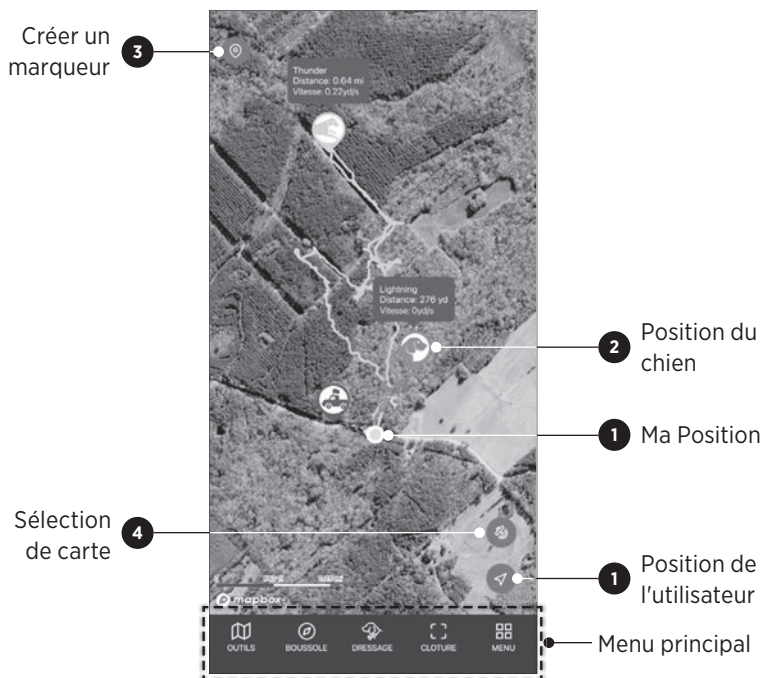 Créer un
marqueur
3
Thunder
Distance: 0.64 mi
Vitesse: 0.22yd/s
Lightning
Distance: 276 yd
Vitesse: 0yd/s
2
Position du
chien
1
Ma Position
Sélection
de carte
4
1
Position de
l'utilisateur
mapbox
OUTILS
BOUSSOLE
DRESSAGE
CLOTURE
MENU
Menu principal